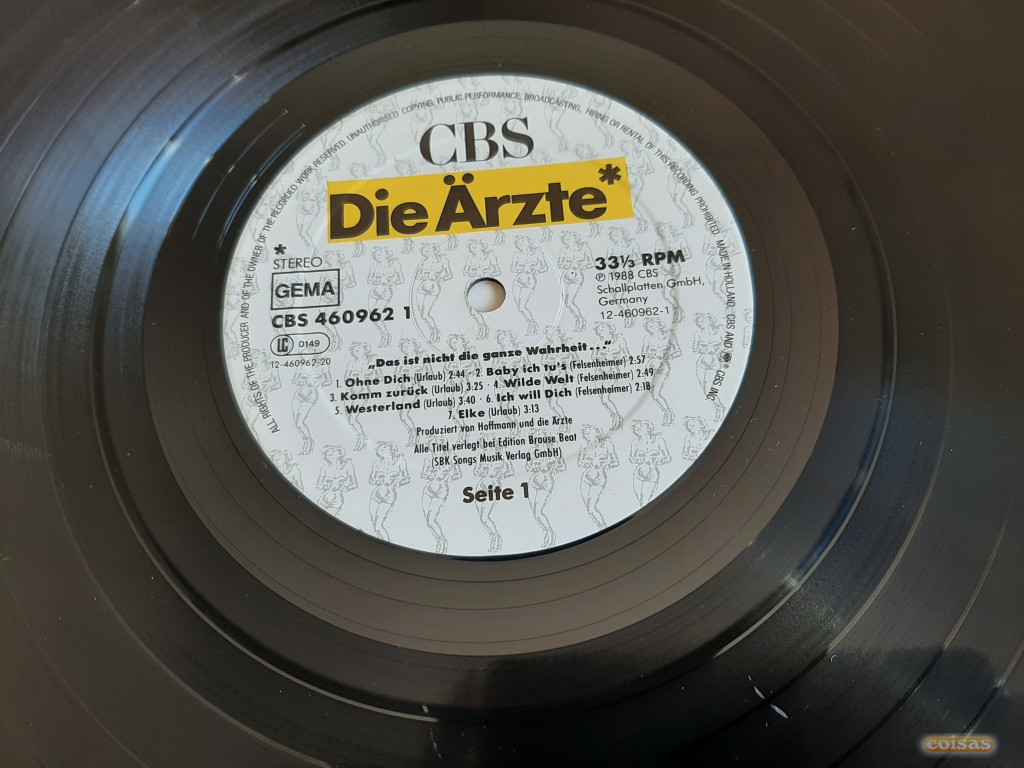 ALL RIGHTS OF THE PRODUCER AND OF THE OWNER OF THE RECORDED WORK RESERVED. UNAUTHORISED COPYING, PUBLIC PERFORMANCE, BROADCASTING, HIRING OR RENTAL OF THIS RECORDING PROHIBITED. MADE IN HOLLAND · CBS AND CBS INC.
CBS
Die Ärzte*
*
STEREO
GEMA
CBS 460962 1
LC 0149
12-460962-20
33⅓ RPM
℗ 1988 CBS
Schallplatten GmbH,
Germany
12-460962-1
„Das ist nicht die ganze Wahrheit..."
1. Ohne Dich (Urlaub) 2:44 · 2. Baby ich tu's (Felsenheimer) 2:57
3. Komm zurück (Urlaub) 3:25 · 4. Wilde Welt (Felsenheimer) 2:49
5. Westerland (Urlaub) 3:40 · 6. Ich will Dich (Felsenheimer) 2:18
7. Elke (Urlaub) 3:13
Produziert von Hoffmann und die Ärzte
Alle Titel verlegt bei Edition Brause Beat
(SBK Songs Musik Verlag GmbH)
Seite 1
coisas